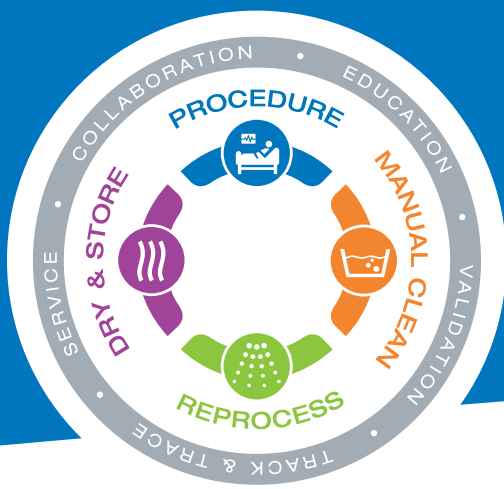 COLLABORATION • EDUCATION • VALIDATION • TRACK & TRACE • SERVICE •
PROCEDURE
MANUAL CLEAN
REPROCESS
DRY & STORE